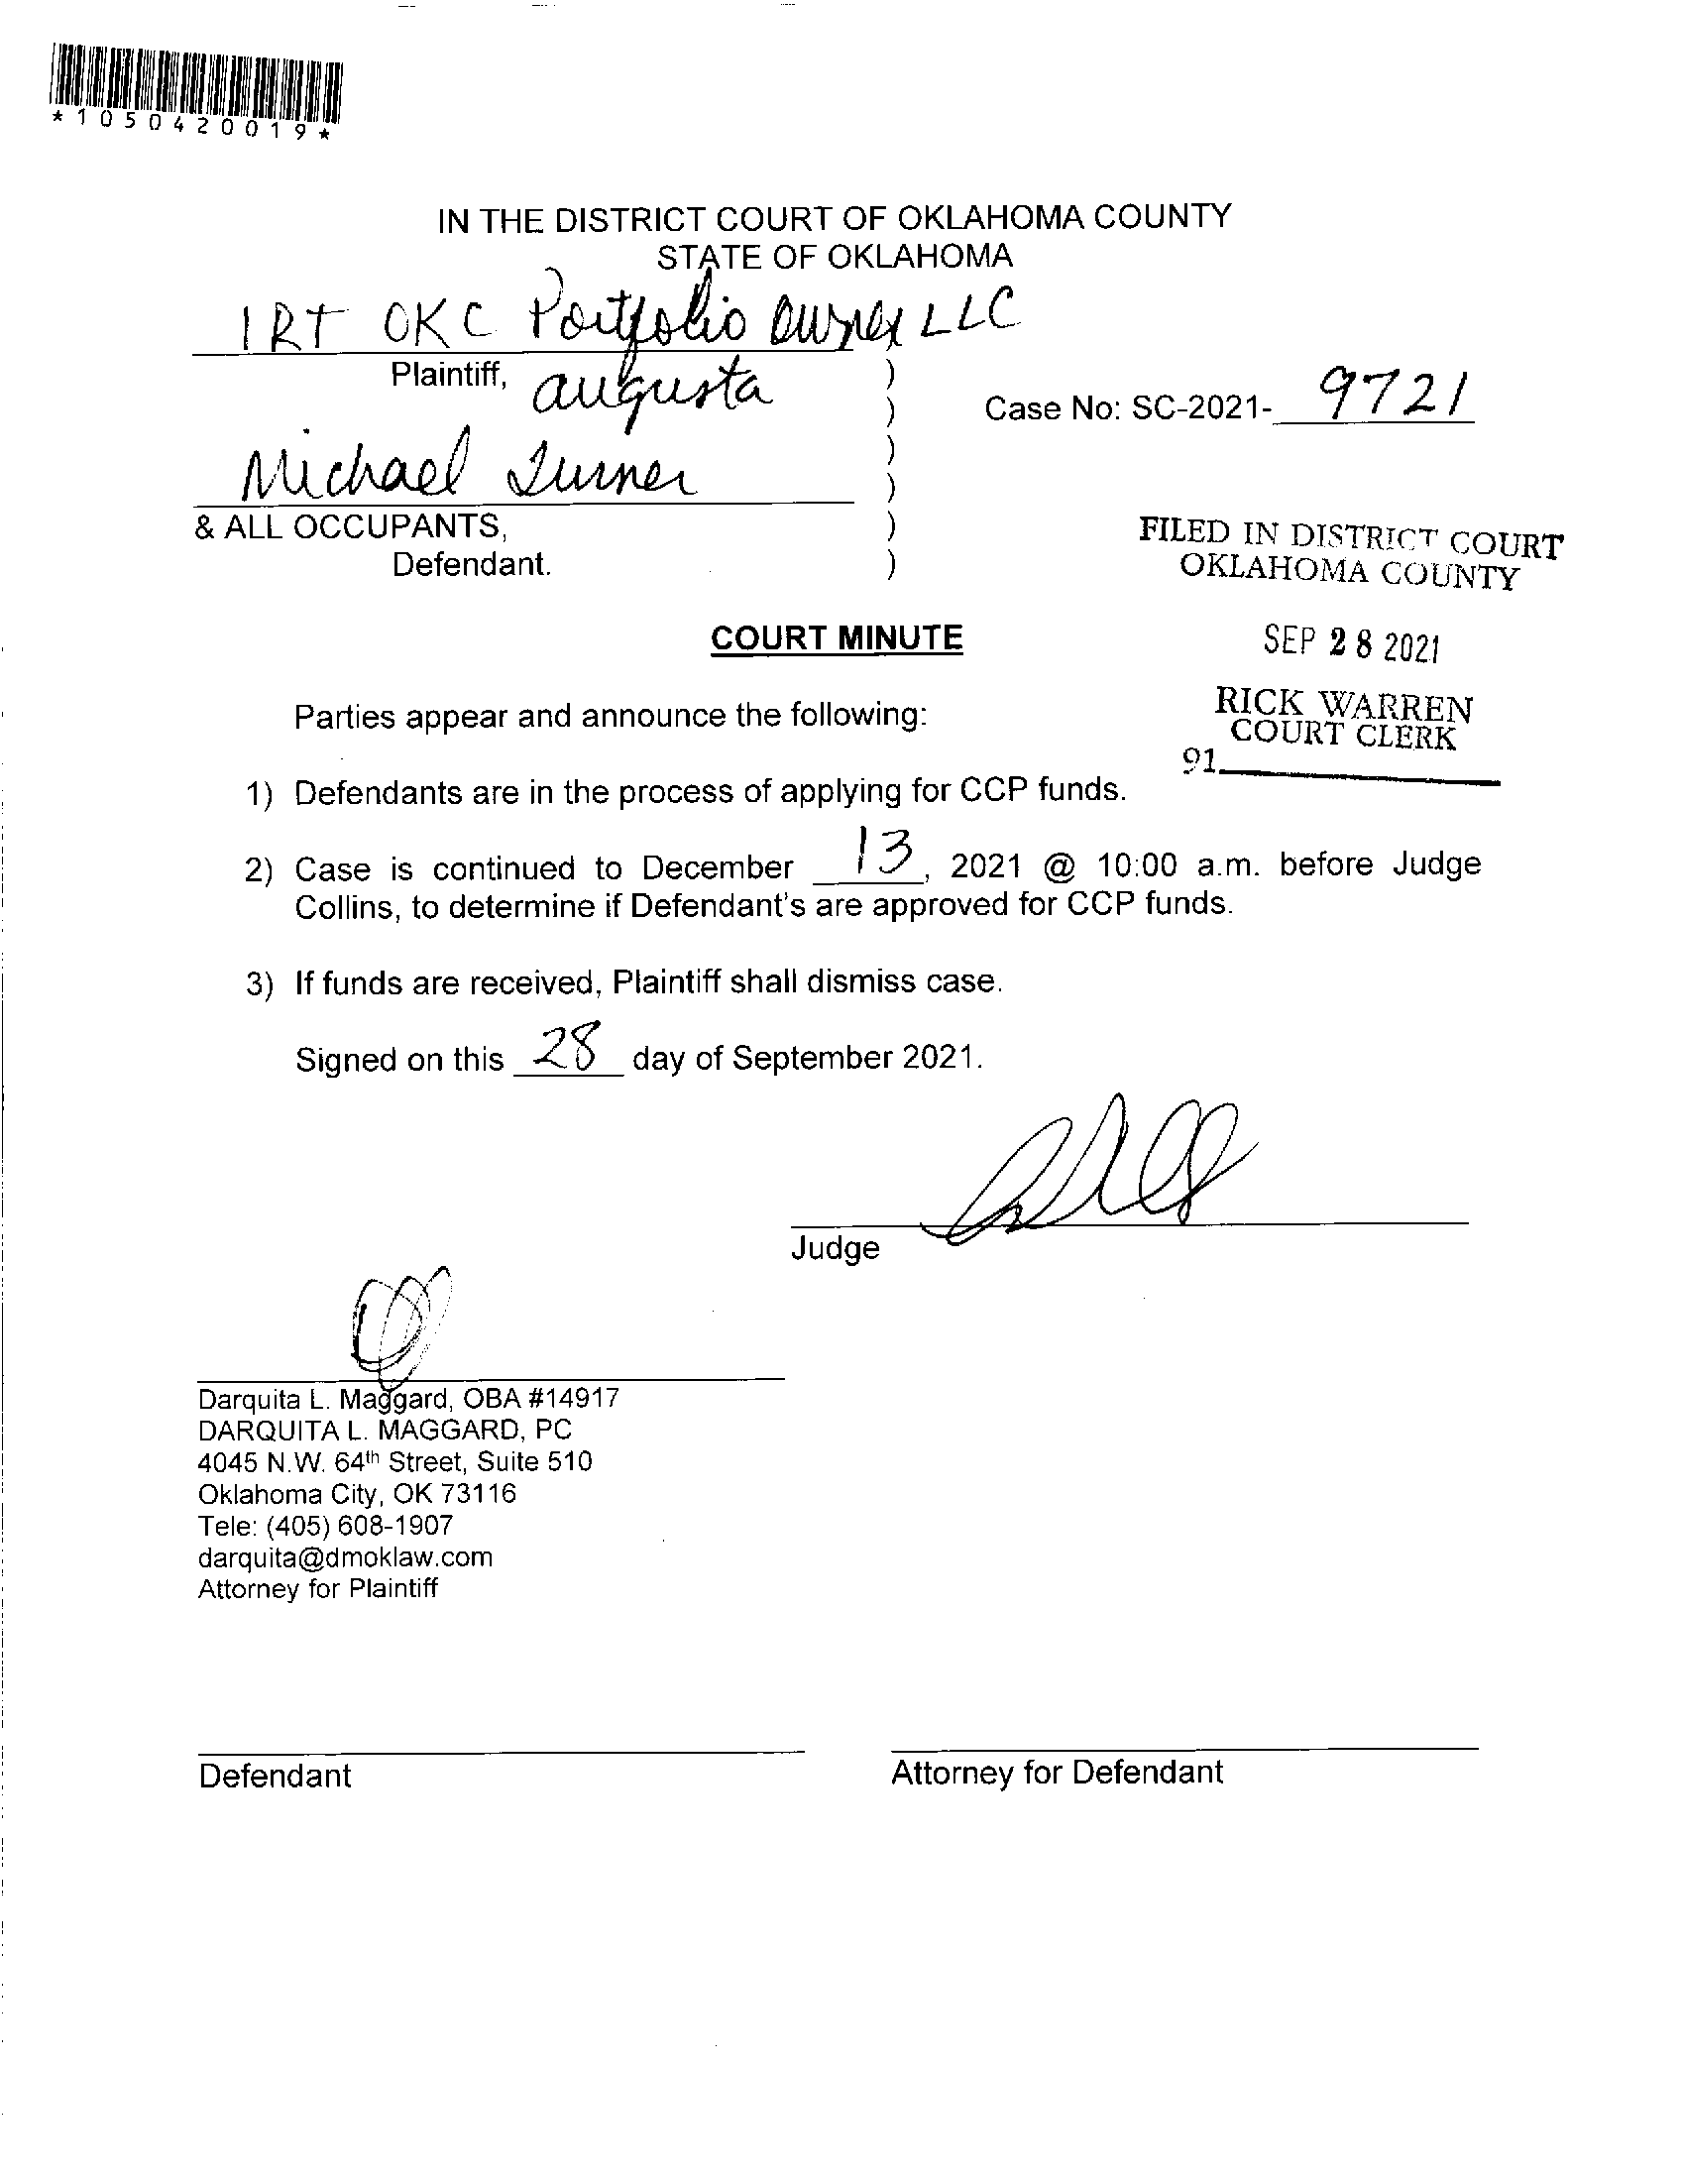 *1050420019*
IN THE DISTRICT COURT OF OKLAHOMA COUNTY
STATE OF OKLAHOMA
IRT OKC Portfolio Owner LLC
Plaintiff, augusta )
) Case No: SC-2021- 9721
)
Michael Turner )
& ALL OCCUPANTS, )
Defendant. )
FILED IN DISTRICT COURT
OKLAHOMA COUNTY
COURT MINUTE
SEP 28 2021
RICK WARREN
COURT CLERK
91
Parties appear and announce the following:
1) Defendants are in the process of applying for CCP funds.
2) Case is continued to December 13, 2021 @ 10:00 a.m. before Judge
Collins, to determine if Defendant's are approved for CCP funds.
3) If funds are received, Plaintiff shall dismiss case.
Signed on this 28 day of September 2021.
Judge
Darquita L. Maggard, OBA #14917
DARQUITA L. MAGGARD, PC
4045 N.W. 64th Street, Suite 510
Oklahoma City, OK 73116
Tele: (405) 608-1907
darquita@dmoklaw.com
Attorney for Plaintiff
Defendant
Attorney for Defendant